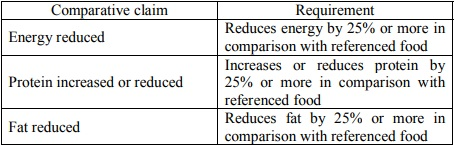 Comparative claim
Requirement
Energy reduced
Reduces energy by 25% or more in
comparison with referenced food
Protein increased or reduced
Increases or reduces protein by
25% or more in comparison with
referenced food
Fat reduced
Reduces fat by 25% or more in
comparison with referenced food